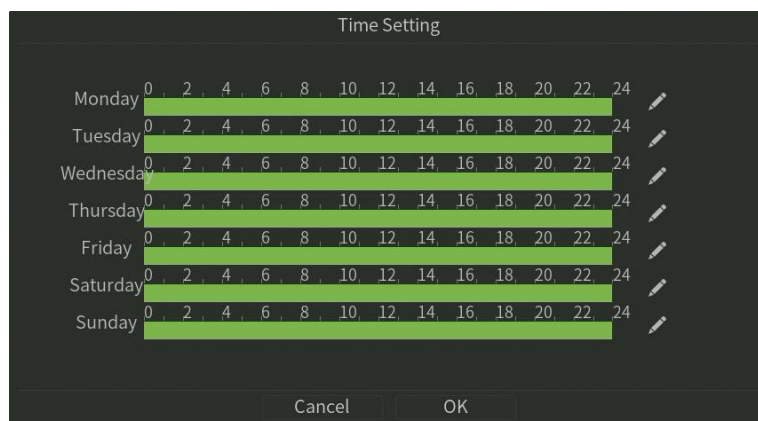 Time Setting
Monday 0 2 4 6 8 10 12 14 16 18 20 22 24
Tuesday 0 2 4 6 8 10 12 14 16 18 20 22 24
Wednesday 0 2 4 6 8 10 12 14 16 18 20 22 24
Thursday 0 2 4 6 8 10 12 14 16 18 20 22 24
Friday 0 2 4 6 8 10 12 14 16 18 20 22 24
Saturday 0 2 4 6 8 10 12 14 16 18 20 22 24
Sunday 0 2 4 6 8 10 12 14 16 18 20 22 24
Cancel OK